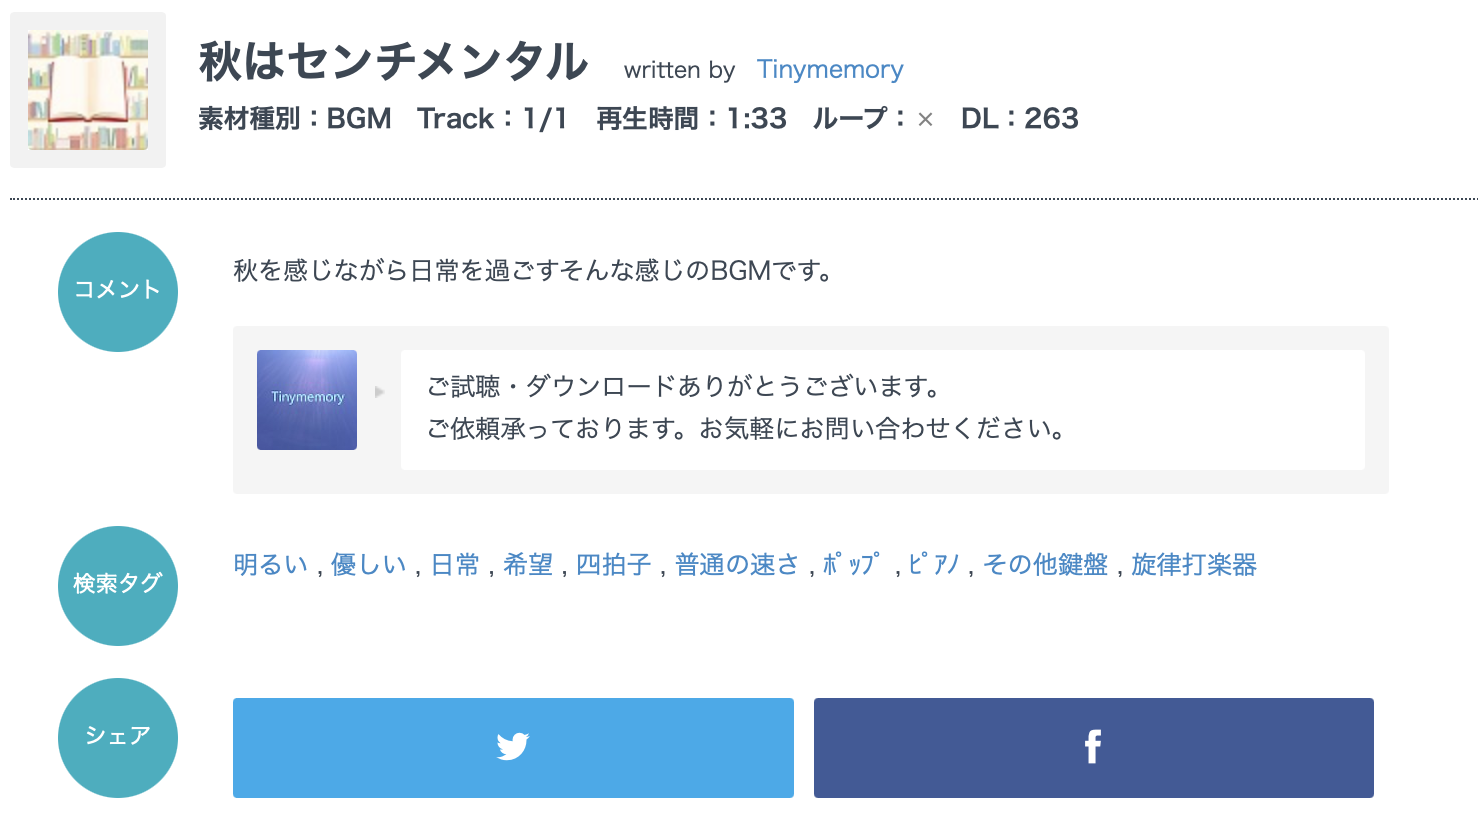 秋はセンチメンタル written by Tinymemory
素材種別：BGM Track：1/1 再生時間：1:33 ループ：× DL：263
コメント
秋を感じながら日常を過ごすそんな感じのBGMです。
Tinymemory
ご試聴・ダウンロードありがとうございます。
ご依頼承っております。お気軽にお問い合わせください。
検索タグ
明るい , 優しい , 日常 , 希望 , 四拍子 , 普通の速さ , ﾎﾟｯﾌﾟ , ﾋﾟｱﾉ , その他鍵盤 , 旋律打楽器
シェア